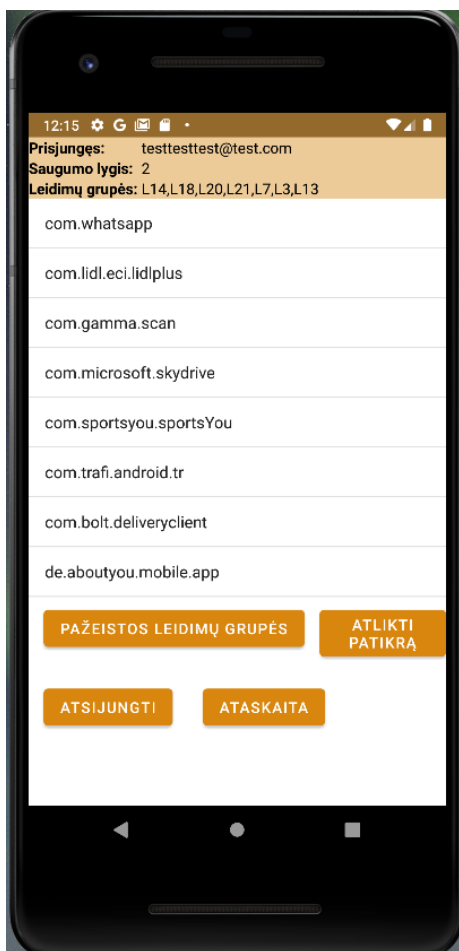 12:15 G
Prisjungęs: testtesttest@test.com
Saugumo lygis: 2
Leidimų grupės: L14,L18,L20,L21,L7,L3,L13
com.whatsapp
com.lidl.eci.lidlplus
com.gamma.scan
com.microsoft.skydrive
com.sportsyou.sportsYou
com.trafi.android.tr
com.bolt.deliveryclient
de.aboutyou.mobile.app
PAŽEISTOS LEIDIMŲ GRUPĖS
ATLIKTI
PATIKRĄ
ATSIJUNGTI
ATASKAITA